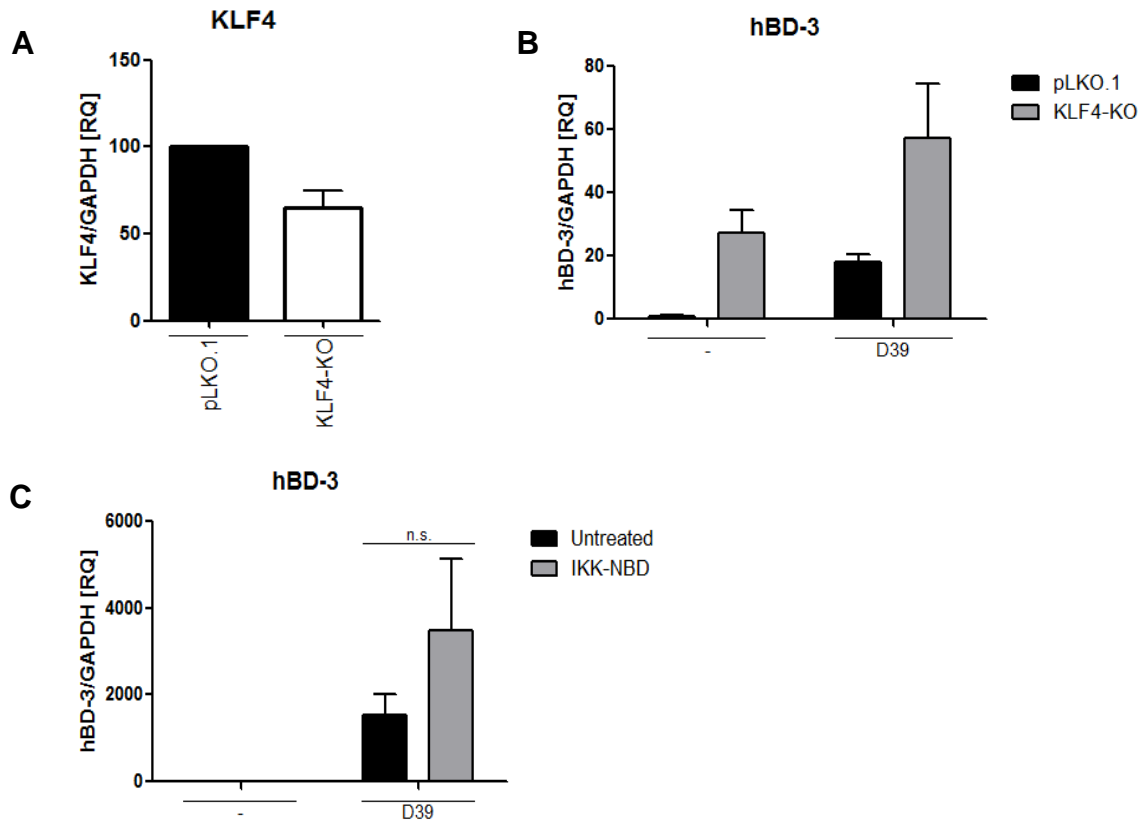 A
KLF4
KLF4/GAPDH [RQ]
150
100
50
0
pLKO.1
KLF4-KO
B
hBD-3
hBD-3/GAPDH [RQ]
80
60
40
20
0
-
D39
pLKO.1
KLF4-KO
C
hBD-3
hBD-3/GAPDH [RQ]
6000
4000
2000
0
n.s.
-
D39
Untreated
IKK-NBD